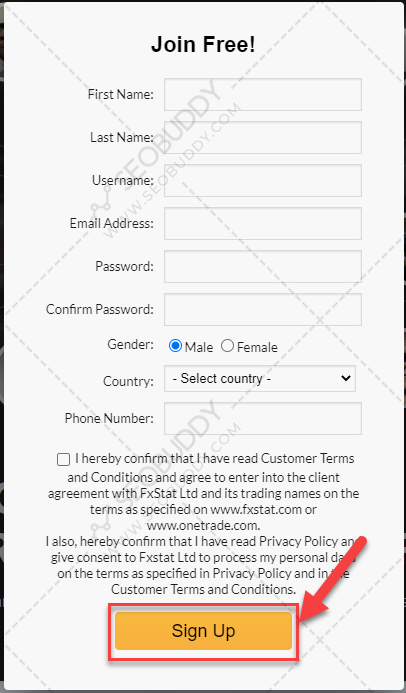 Join Free!
First Name:
Last Name:
Username:
Email Address:
Password:
Confirm Password:
Gender: Male Female
Country: - Select country -
Phone Number:
I hereby confirm that I have read Customer Terms
and Conditions and agree to enter into the client
agreement with FxStat Ltd and its trading names on the
terms as specified on www.fxstat.com or
www.onetrade.com.
I also, hereby confirm that I have read Privacy Policy and
give consent to Fxstat Ltd to process my personal data
on the terms as specified in Privacy Policy and in the
Customer Terms and Conditions.
Sign Up
SEOBUDDY
WWW.SEOBUDDY.COM
SEOBUDDY
WWW.SEOBUDDY.COM